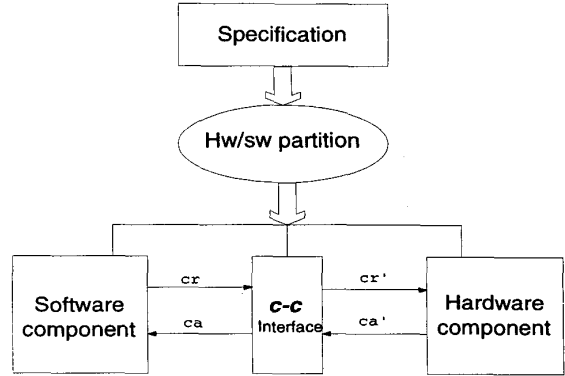 Specification
Hw/sw partition
Software
component
cr
ca
c-c
Interface
cr'
ca'
Hardware
component